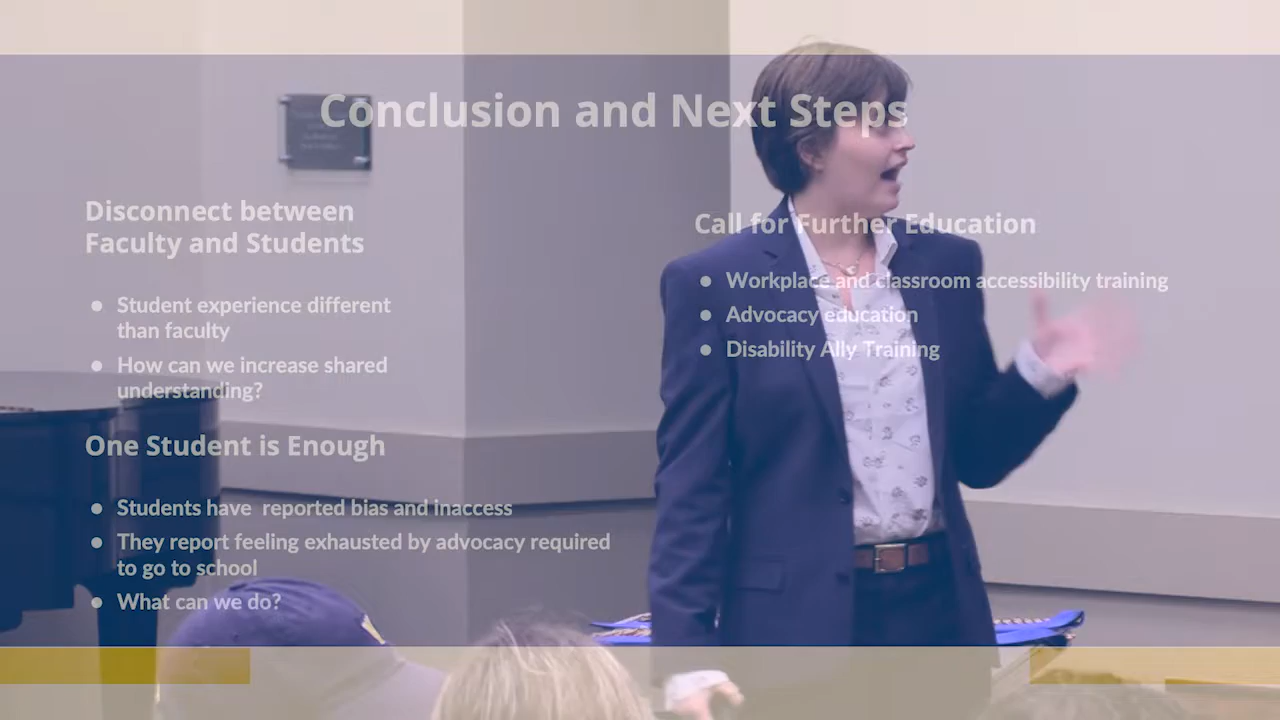 Conclusion and Next Steps
Disconnect between
Faculty and Students
● Student experience different
than faculty
● How can we increase shared
understanding?
One Student is Enough
● Students have  reported bias and inaccess
● They report feeling exhausted by advocacy required
to go to school
● What can we do?
Call for Further Education
● Workplace and classroom accessibility training
● Advocacy education
● Disability Ally Training